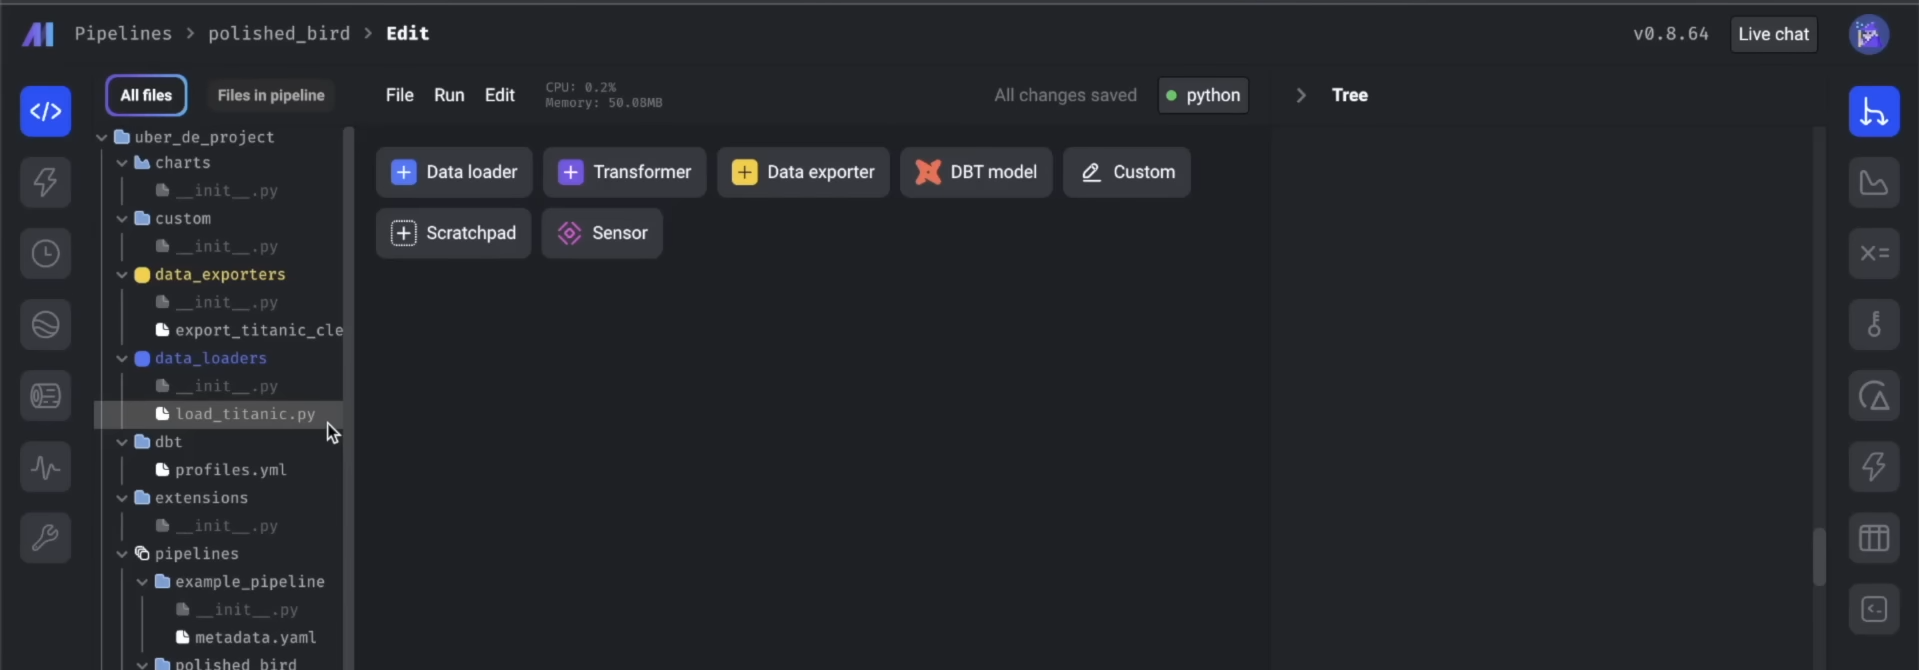 Pipelines > polished_bird > Edit
v0.8.64
Live chat
All files
Files in pipeline
File
Run
Edit
CPU: 0.2%
Memory: 50.08MB
All changes saved
python
Tree
uber_de_project
charts
__init__.py
custom
__init__.py
data_exporters
__init__.py
export_titanic_cle
data_loaders
__init__.py
load_titanic.py
dbt
profiles.yml
extensions
__init__.py
pipelines
example_pipeline
__init__.py
metadata.yaml
polished_bird
Data loader
Transformer
Data exporter
DBT model
Custom
Scratchpad
Sensor